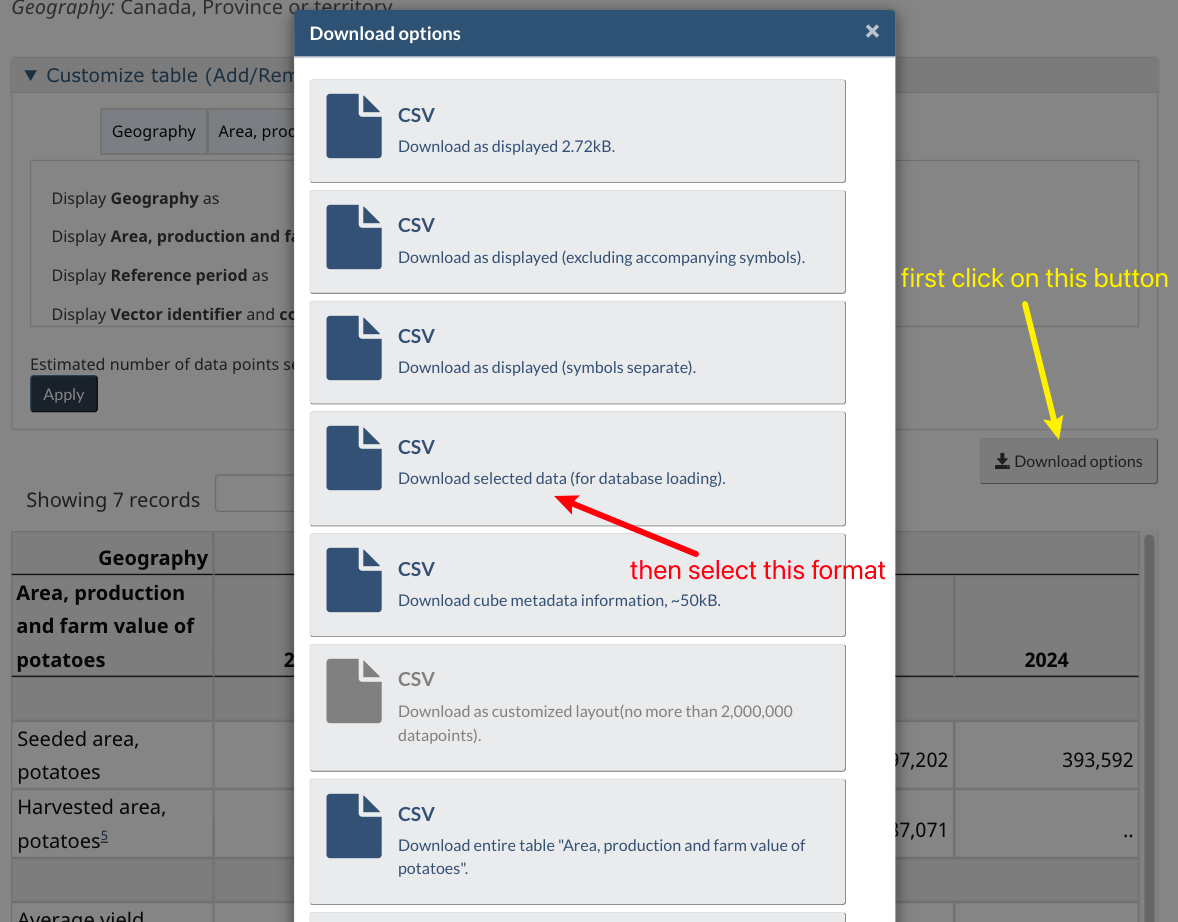 Geography: Canada, Province or territory
Download options
Customize table (Add/Rem
Geography
Area, prod
CSV
Download as displayed 2.72kB.
Display Geography as
Display Area, production and fa
Display Reference period as
Display Vector identifier and co
CSV
Download as displayed (excluding accompanying symbols).
first click on this button
CSV
Download as displayed (symbols separate).
Estimated number of data points se
Apply
CSV
Download selected data (for database loading).
Download options
Showing 7 records
then select this format
CSV
Download cube metadata information, ~50kB.
Geography
Area, production
and farm value of
potatoes
2
2024
CSV
Download as customized layout(no more than 2,000,000
datapoints).
Seeded area,
potatoes
97,202
393,592
Harvested area,
potatoes5
37,071
..
CSV
Download entire table "Area, production and farm value of
potatoes".
Average yield